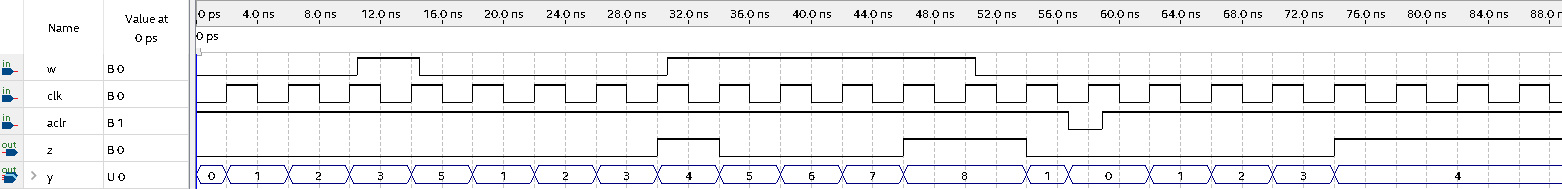 Name Value at 0 ps
0 ps 4.0 ns 8.0 ns 12.0 ns 16.0 ns 20.0 ns 24.0 ns 28.0 ns 32.0 ns 36.0 ns 40.0 ns 44.0 ns 48.0 ns 52.0 ns 56.0 ns 60.0 ns 64.0 ns 68.0 ns 72.0 ns 76.0 ns 80.0 ns 84.0 ns 88.0 n
0 ps
in w B 0
in clk B 0
in aclr B 1
out z B 0
out > y U 0 0 1 2 3 5 1 2 3 4 5 6 7 8 1 0 1 2 3 4